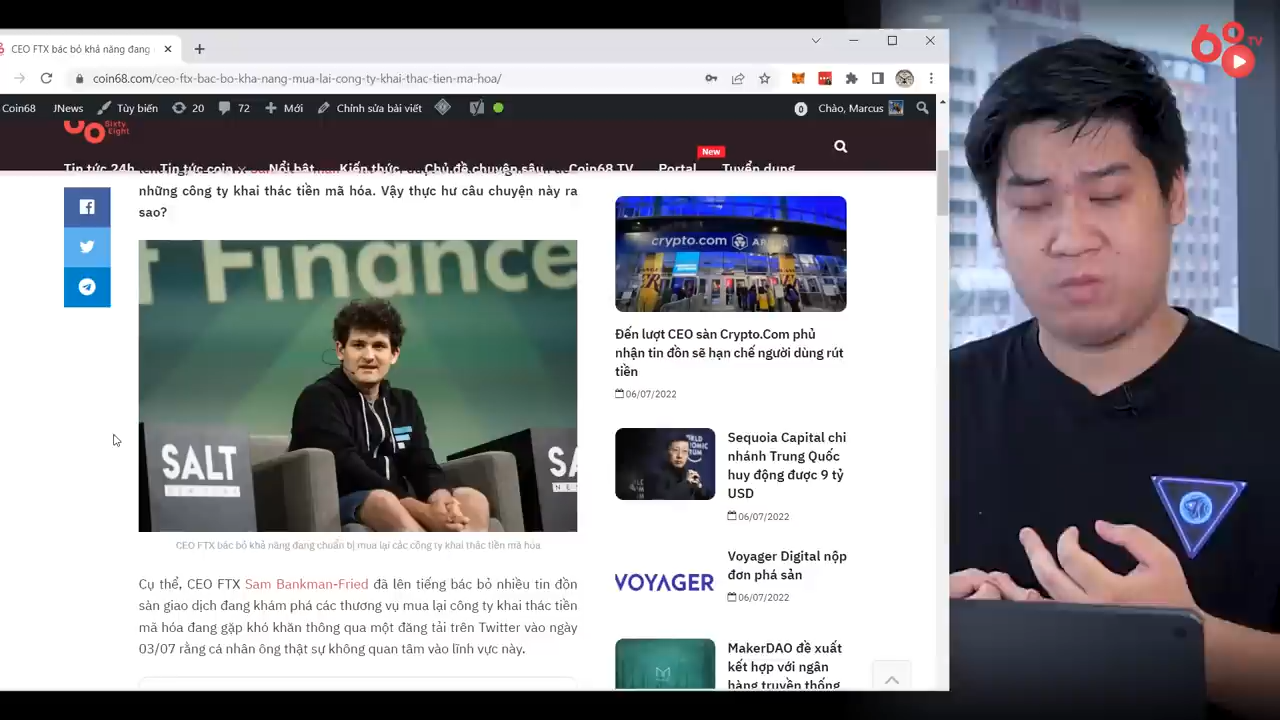 CEO FTX bác bỏ khả năng đang
coin68.com/ceo-ftx-bac-bo-kha-nang-mua-lai-cong-ty-khai-thac-tien-ma-hoa/
Coin68 JNews Tùy biến 20 72 Mới Chỉnh sửa bài viết 0 Chào, Marcus
Sixty
Eight
New
Tin tức 24h Tin tức coin Nổi bật Kiến thức Chủ đề chuyên sâu Coin68 TV Portal Tuyển dụng
những công ty khai thác tiền mã hóa. Vậy thực hư câu chuyện này ra
sao?
f Finance
SALT
NEW YORK
SA
NE
CEO FTX bác bỏ khả năng đang chuẩn bị mua lại các công ty khai thác tiền mã hóa
Cụ thể, CEO FTX Sam Bankman-Fried đã lên tiếng bác bỏ nhiều tin đồn
sàn giao dịch đang khám phá các thương vụ mua lại công ty khai thác tiền
mã hóa đang gặp khó khăn thông qua một đăng tải trên Twitter vào ngày
03/07 rằng cá nhân ông thật sự không quan tâm vào lĩnh vực này.
crypto.com ARENA
Đến lượt CEO sàn Crypto.Com phủ
nhận tin đồn sẽ hạn chế người dùng rút
tiền
06/07/2022
Sequoia Capital chi
nhánh Trung Quốc
huy động được 9 tỷ
USD
06/07/2022
VOYAGER
Voyager Digital nộp
đơn phá sản
06/07/2022
MakerDAO đề xuất
kết hợp với ngân
hàng truyền thống
68 TV